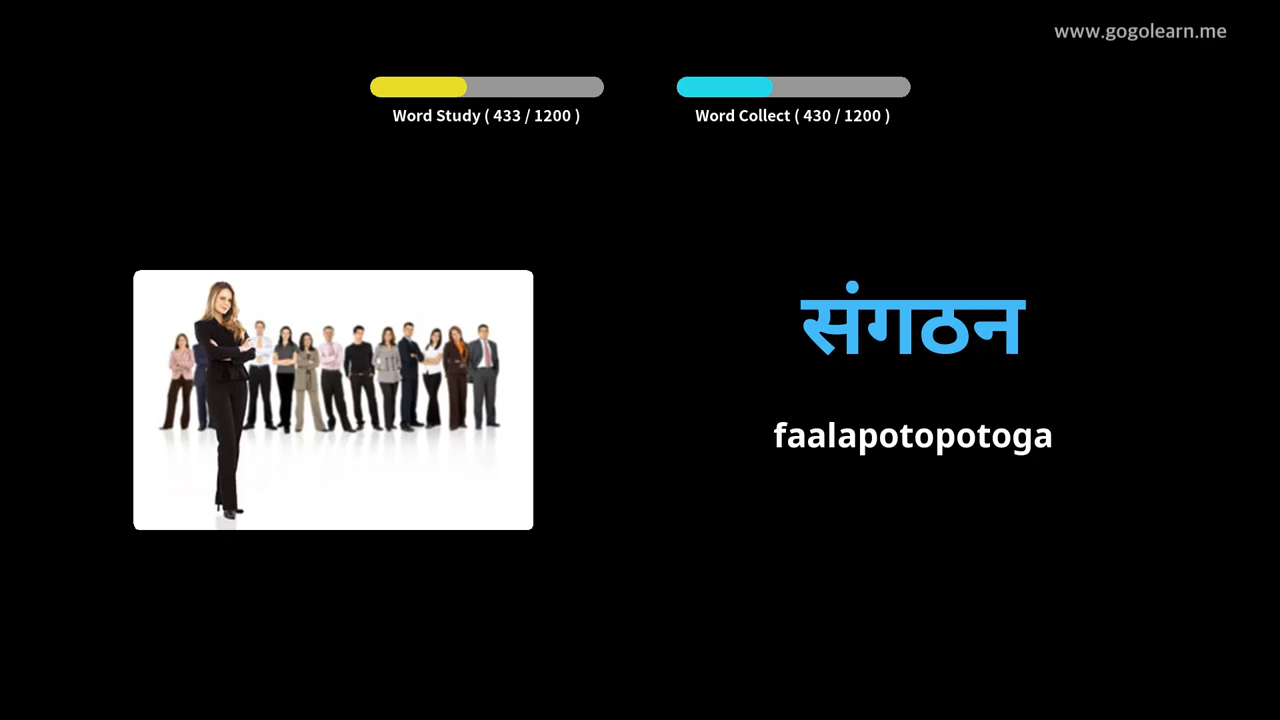 www.gogolearn.me
Word Study ( 433 / 1200 )
Word Collect ( 430 / 1200 )
संगठन
faalapotopotoga